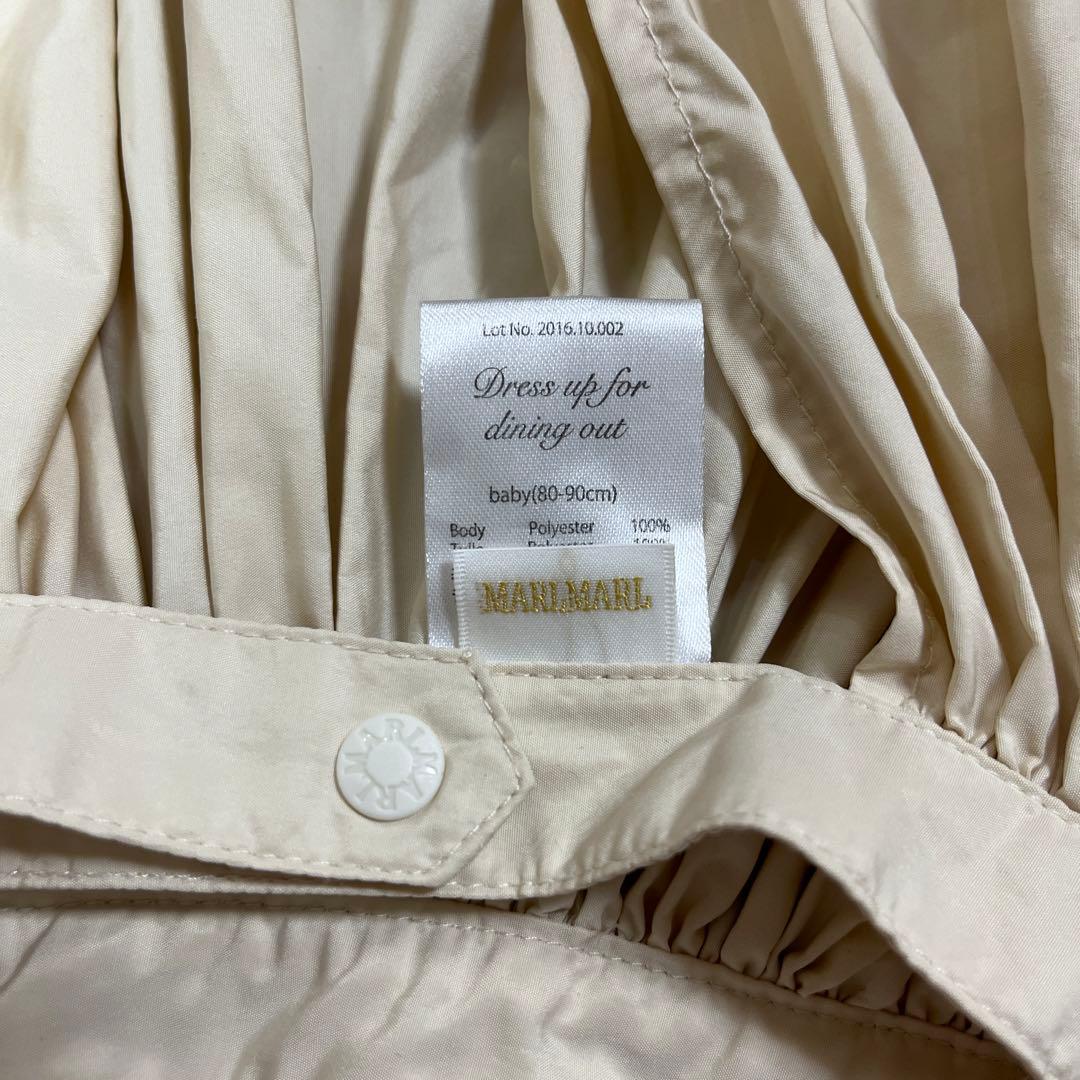 Lot No. 2016.10.002
Dress up for
dining out
baby(80-90cm)
Body Polyester 100%
MARLMARL
MARLMARL